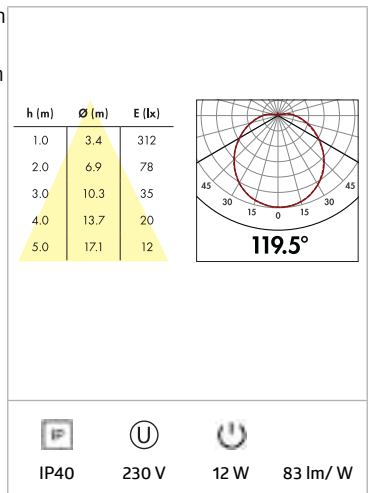 h (m) Ø (m) E (lx)
1.0 3.4 312
2.0 6.9 78
3.0 10.3 35
4.0 13.7 20
5.0 17.1 12
45 30 15 0 15 30 45
119.5°
IP
U
IP40 230 V 12 W 83 lm/ W